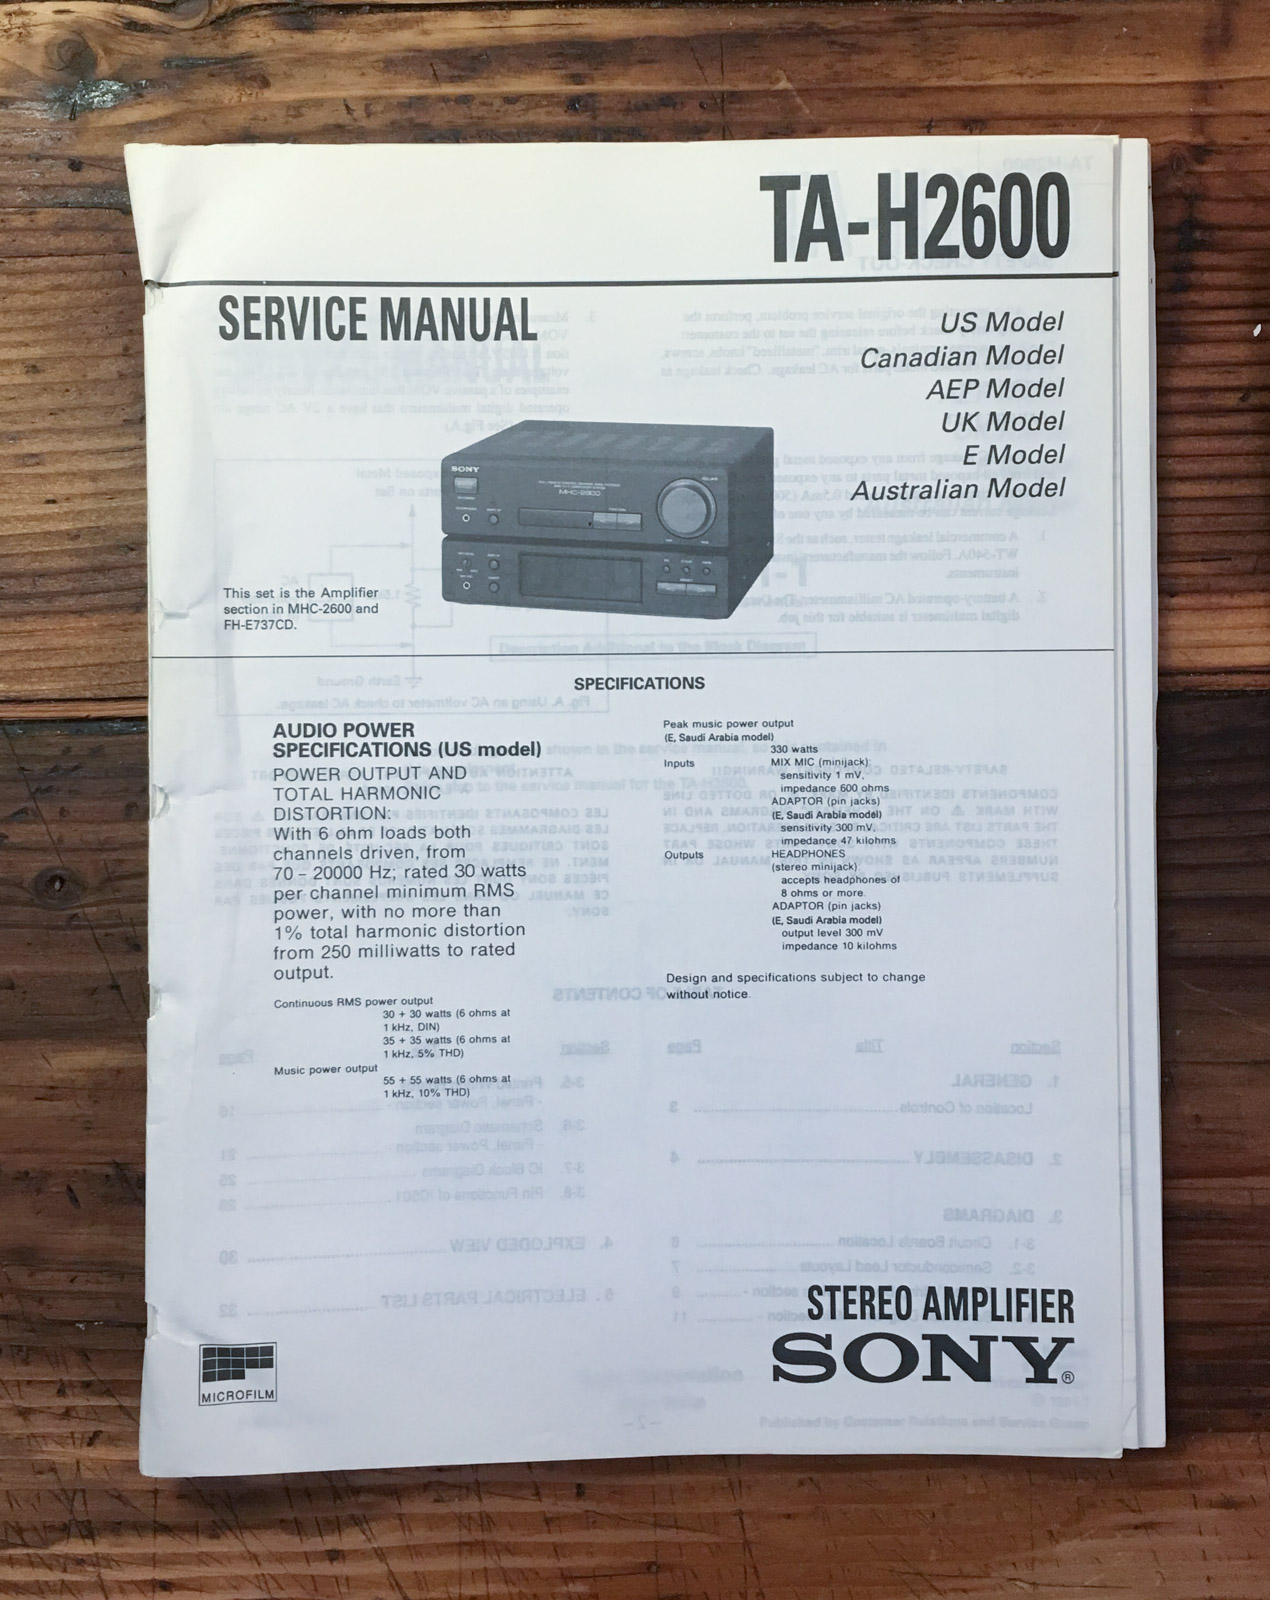 TA-H2600
SERVICE MANUAL
US Model
Canadian Model
AEP Model
UK Model
E Model
Australian Model
SONY
MHC-2600
This set is the Amplifier
section in MHC-2600 and
FH-E737CD.
SPECIFICATIONS
AUDIO POWER
SPECIFICATIONS (US model)
POWER OUTPUT AND
TOTAL HARMONIC
DISTORTION:
With 6 ohm loads both
channels driven, from
70 – 20000 Hz; rated 30 watts
per channel minimum RMS
power, with no more than
1% total harmonic distortion
from 250 milliwatts to rated
output.
Continuous RMS power output
30 + 30 watts (6 ohms at
1 kHz, DIN)
35 + 35 watts (6 ohms at
1 kHz, 5% THD)
Music power output
55 + 55 watts (6 ohms at
1 kHz, 10% THD)
Peak music power output
(E, Saudi Arabia model)
330 watts
Inputs MIX MIC (minijack):
sensitivity 1 mV,
impedance 600 ohms
ADAPTOR (pin jacks)
(E, Saudi Arabia model)
sensitivity 300 mV,
impedance 47 kilohms
Outputs HEADPHONES
(stereo minijack)
accepts headphones of
8 ohms or more.
ADAPTOR (pin jacks)
(E, Saudi Arabia model)
output level 300 mV
impedance 10 kilohms
Design and specifications subject to change
without notice.
STEREO AMPLIFIER
SONY®
MICROFILM